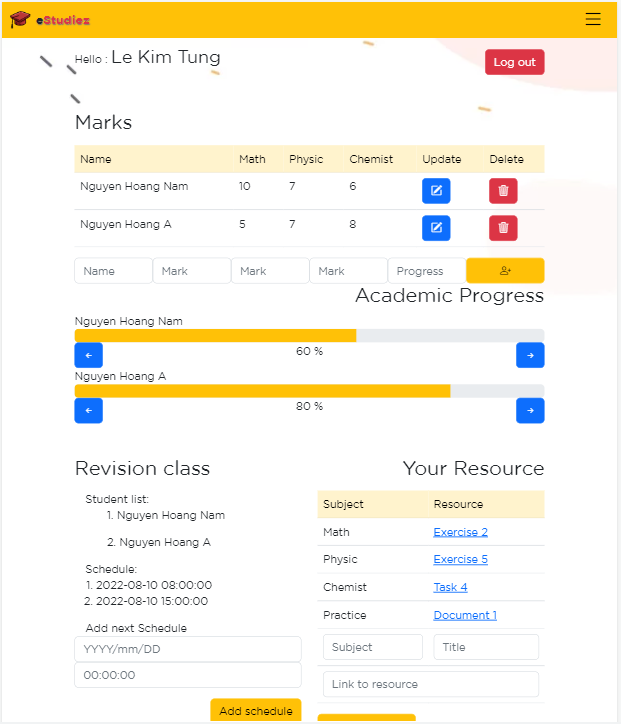 eStudiez
Hello : Le Kim Tung
Log out
Marks
Name Math Physic Chemist Update Delete
Nguyen Hoang Nam 10 7 6
Nguyen Hoang A 5 7 8
Name Mark Mark Mark Progress
Academic Progress
Nguyen Hoang Nam
60 %
Nguyen Hoang A
80 %
Revision class
Student list:
1. Nguyen Hoang Nam
2. Nguyen Hoang A
Schedule:
1. 2022-08-10 08:00:00
2. 2022-08-10 15:00:00
Add next Schedule
YYYY/mm/DD
00:00:00
Add schedule
Your Resource
Subject Resource
Math Exercise 2
Physic Exercise 5
Chemist Task 4
Practice Document 1
Subject Title
Link to resource